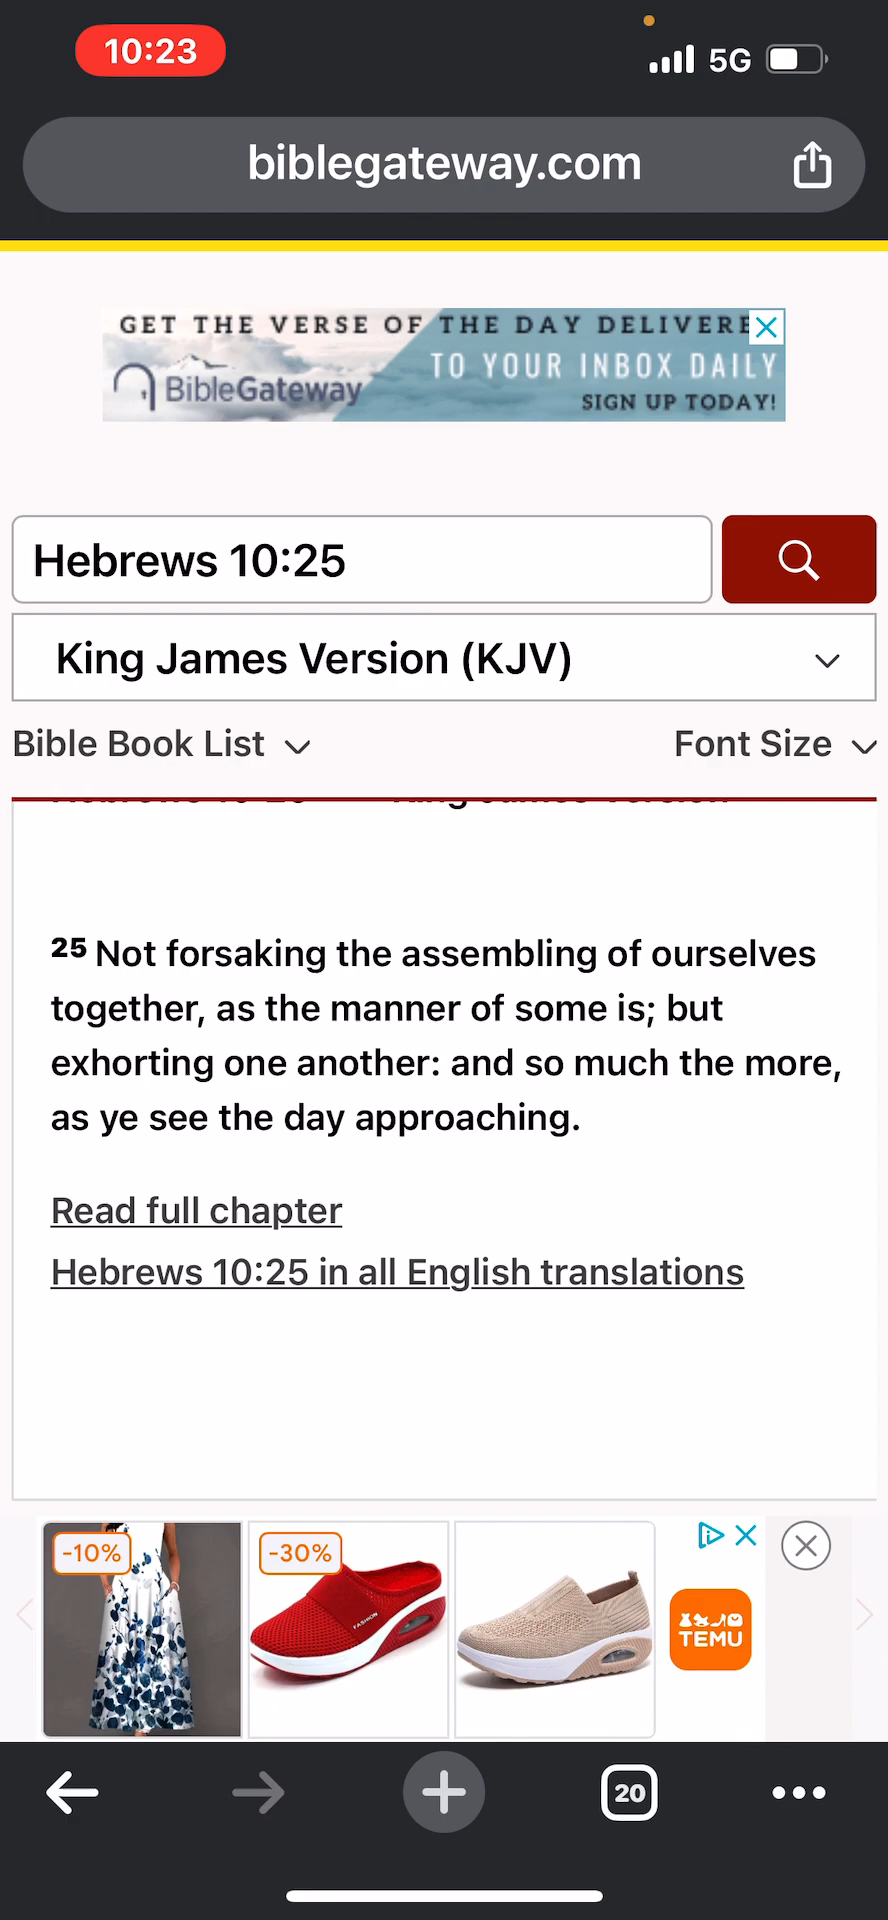 10:23
5G
biblegateway.com
GET THE VERSE OF THE DAY DELIVERE
TO YOUR INBOX DAILY
BibleGateway
SIGN UP TODAY!
Hebrews 10:25
King James Version (KJV)
Bible Book List
Font Size
25 Not forsaking the assembling of ourselves
together, as the manner of some is; but
exhorting one another: and so much the more,
as ye see the day approaching.
Read full chapter
Hebrews 10:25 in all English translations
-10%
-30%
FASHION
TEMU
20